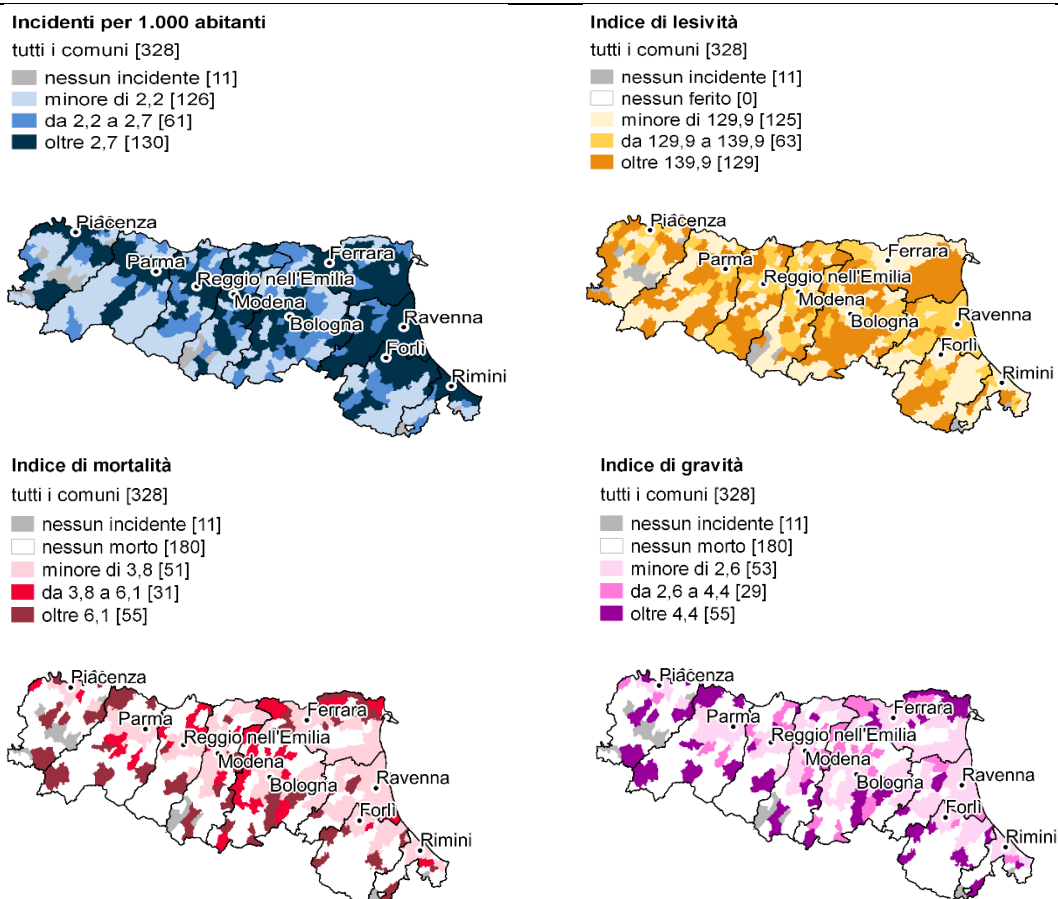 Incidenti per 1.000 abitanti
tutti i comuni [328]
nessun incidente [11]
minore di 2,2 [126]
da 2,2 a 2,7 [61]
oltre 2,7 [130]
Piacenza
Parma
Ferrara
Reggio nell'Emilia
Modena
Bologna
Ravenna
Forlì
Rimini
Indice di lesività
tutti i comuni [328]
nessun incidente [11]
nessun ferito [0]
minore di 129,9 [125]
da 129,9 a 139,9 [63]
oltre 139,9 [129]
Piacenza
Ferrara
Parma
Reggio nell'Emilia
Modena
Bologna
Ravenna
Forlì
Rimini
Indice di mortalità
tutti i comuni [328]
nessun incidente [11]
nessun morto [180]
minore di 3,8 [51]
da 3,8 a 6,1 [31]
oltre 6,1 [55]
Piacenza
Ferrara
Parma
Reggio nell'Emilia
Modena
Bologna
Ravenna
Forlì
Rimini
Indice di gravità
tutti i comuni [328]
nessun incidente [11]
nessun morto [180]
minore di 2,6 [53]
da 2,6 a 4,4 [29]
oltre 4,4 [55]
Piacenza
Ferrara
Parma
Reggio nell'Emilia
Modena
Bologna
Ravenna
Forlì
Rimini